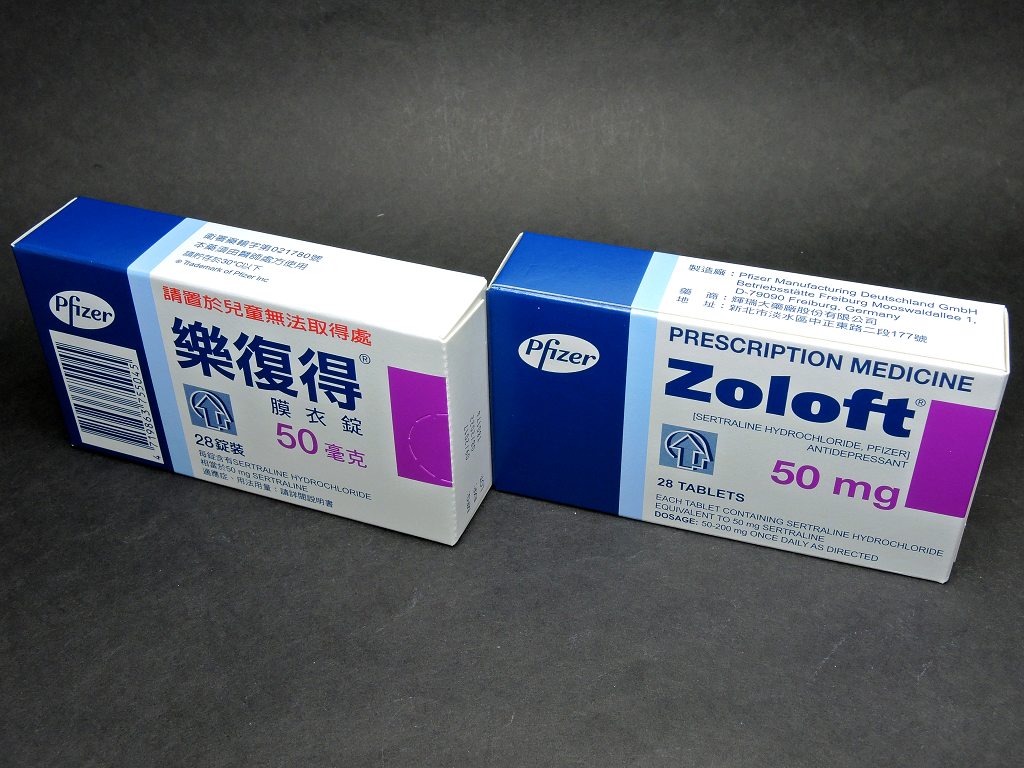 衛署藥輸字第021780號
本藥須由醫師處方使用
請貯存於30°C以下
® Trademark of Pfizer Inc
Pfizer
請置於兒童無法取得處
樂復得®
膜衣錠
50 毫克
28錠裝
每錠含有SERTRALINE HYDROCHLORIDE
相當於50 mg SERTRALINE
適應症、用法用量：請詳閱說明書
4 719863 755045
製造廠：Pfizer Manufacturing Deutschland GmbH
Betriebsstätte Freiburg Mooswaldallee 1,
D-79090 Freiburg, Germany
藥 商：輝瑞大藥廠股份有限公司
地 址：新北市淡水區中正東路二段177號
Pfizer
PRESCRIPTION MEDICINE
Zoloft®
[SERTRALINE HYDROCHLORIDE, PFIZER]
ANTIDEPRESSANT
50 mg
28 TABLETS
EACH TABLET CONTAINING SERTRALINE HYDROCHLORIDE
EQUIVALENT TO 50 mg SERTRALINE
DOSAGE: 50-200 mg ONCE DAILY AS DIRECTED